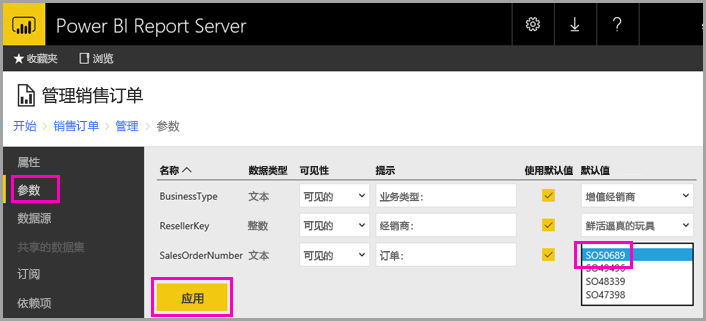 Power BI Report Server
?
收藏夹 浏览
管理销售订单
开始 > 销售订单 > 管理 > 参数
属性
参数
数据源
共享的数据集
订阅
依赖项
名称 数据类型 可见性 提示 使用默认值 默认值
BusinessType 文本 可见的 业务类型: 增值经销商
ResellerKey 整数 可见的 经销商: 鲜活逼真的玩具
SalesOrderNumber 文本 可见的 订单:
SO50689
SO49496
SO48339
SO47398
应用